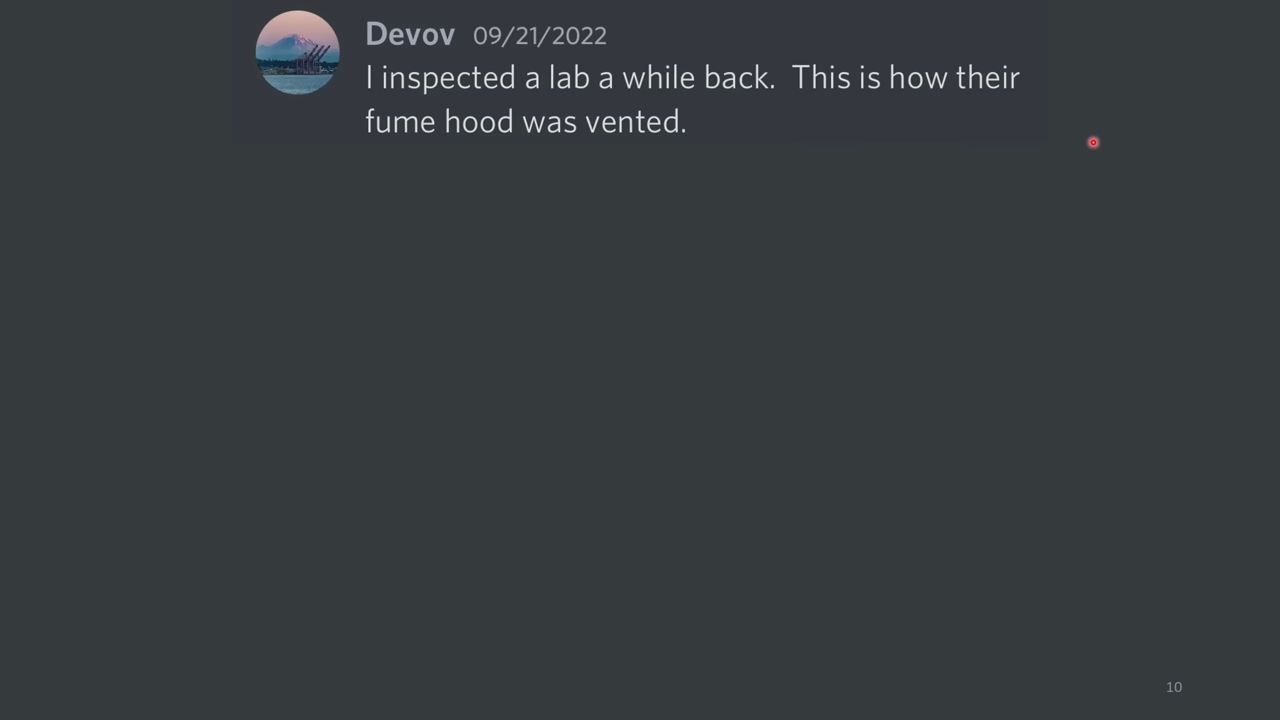 Devov 09/21/2022
I inspected a lab a while back.  This is how their
fume hood was vented.
10